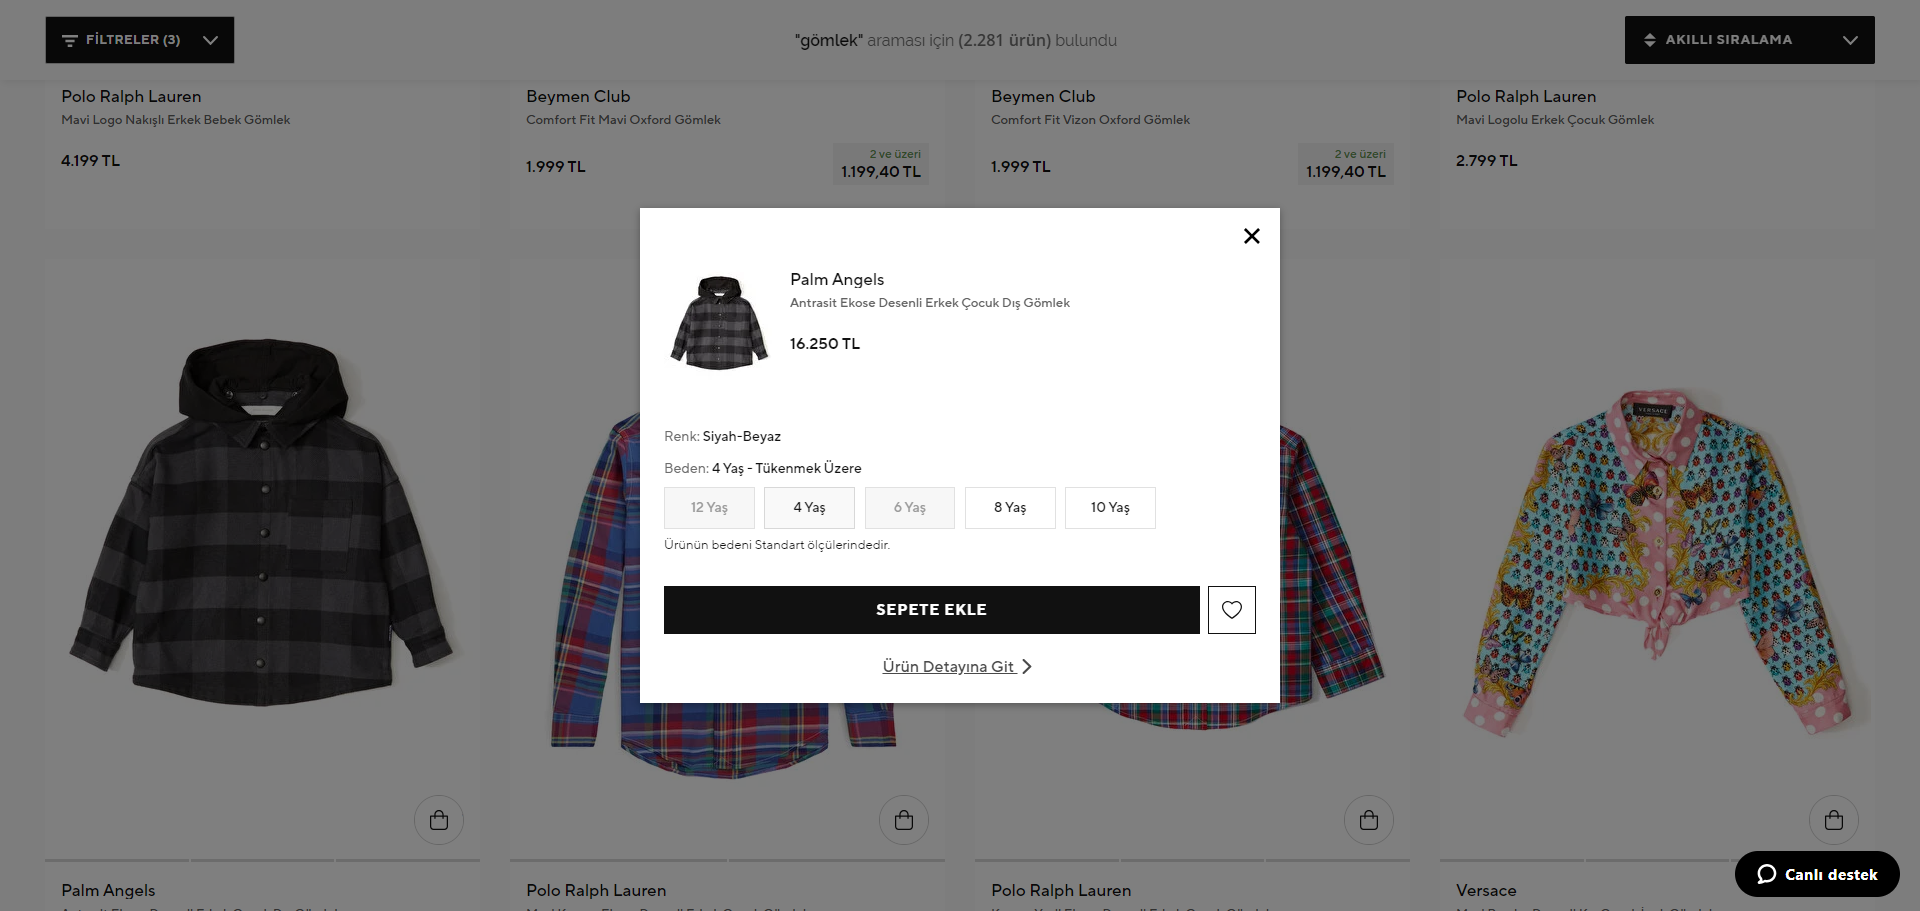 FİLTRELER (3)
"gömlek" araması için (2.281 ürün) bulundu
AKILLI SIRALAMA
Polo Ralph Lauren
Mavi Logo Nakışlı Erkek Bebek Gömlek
4.199 TL
Beymen Club
Comfort Fit Mavi Oxford Gömlek
1.999 TL
2 ve üzeri
1.199,40 TL
Beymen Club
Comfort Fit Vizon Oxford Gömlek
1.999 TL
2 ve üzeri
1.199,40 TL
Polo Ralph Lauren
Mavi Logolu Erkek Çocuk Gömlek
2.799 TL
Palm Angels
Antrasit Ekose Desenli Erkek Çocuk Dış Gömlek
16.250 TL
Renk: Siyah-Beyaz
Beden: 4 Yaş - Tükenmek Üzere
12 Yaş
4 Yaş
6 Yaş
8 Yaş
10 Yaş
Ürünün bedeni Standart ölçülerindedir.
SEPETE EKLE
Ürün Detayına Git
VERSACE
Palm Angels
Polo Ralph Lauren
Polo Ralph Lauren
Versace
Canlı destek